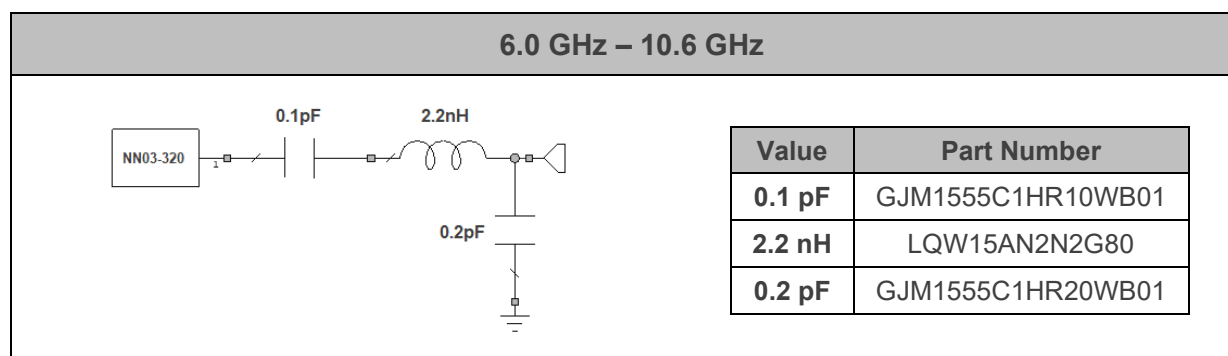 6.0 GHz – 10.6 GHz
0.1pF 2.2nH
NN03-320
1
0.2pF
Value Part Number
0.1 pF GJM1555C1HR10WB01
2.2 nH LQW15AN2N2G80
0.2 pF GJM1555C1HR20WB01